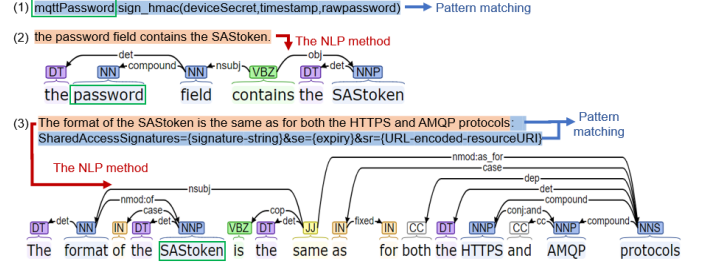 (1) mqttPassword sign_hmac(deviceSecret,timestamp,rawpassword) Pattern matching
(2) the password field contains the SAStoken. The NLP method
det compound nsubj obj det
DT NN NN VBZ DT NNP
the password field contains the SAStoken
(3) The format of the SAStoken is the same as for both the HTTPS and AMQP protocols:
SharedAccessSignatures={signature-string}&se={expiry}&sr={URL-encoded-resourceURI}
Pattern
matching
The NLP method
nmod:as_for
case
nsubj dep
nmod:of det
compound
det case det cop det fixed conj:and cc compound
DT NN IN DT NNP VBZ DT JJ IN IN CC DT NNP CC NNP NNS
The format of the SAStoken is the same as for both the HTTPS and AMQP protocols